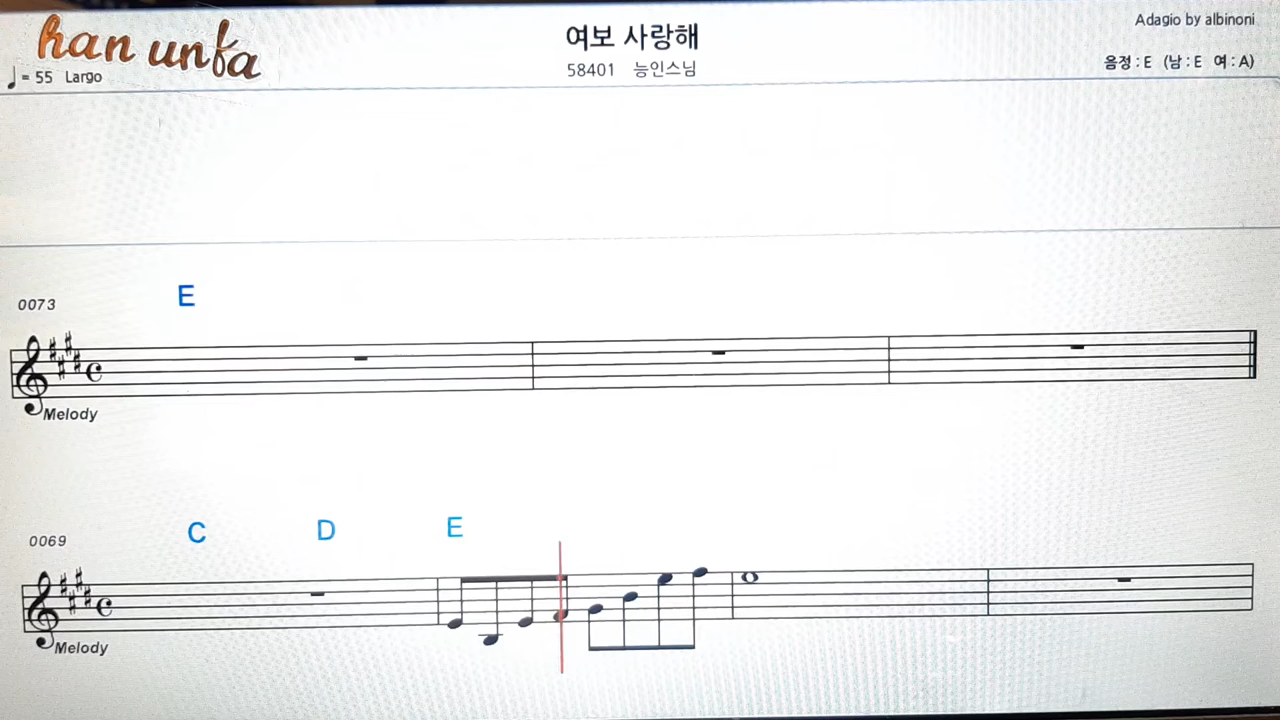 han unfa
♩ = 55 Largo
여보 사랑해
58401 능인스님
Adagio by albinoni
음정 : E (남 : E 여 : A)
0073
E
Melody
0069
C D E
Melody